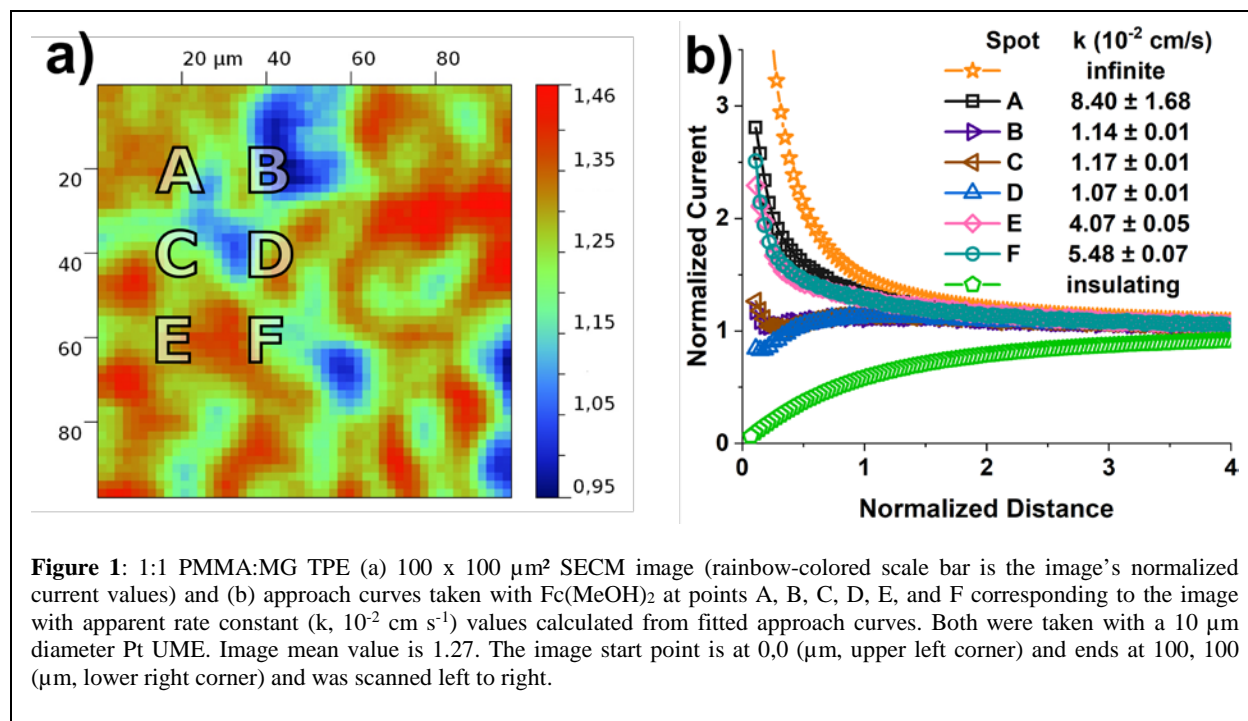 a)
20 µm 40 60 80
20
40
60
80
A B
C D
E F
1,46
1,35
1,25
1,15
1,05
0,95
b)
Normalized Current
3
2
1
0
0 1 2 3 4
Normalized Distance
Spot k (10-2 cm/s)
infinite
A 8.40 ± 1.68
B 1.14 ± 0.01
C 1.17 ± 0.01
D 1.07 ± 0.01
E 4.07 ± 0.05
F 5.48 ± 0.07
insulating
Figure 1: 1:1 PMMA:MG TPE (a) 100 x 100 µm² SECM image (rainbow-colored scale bar is the image's normalized
current values) and (b) approach curves taken with Fc(MeOH)2 at points A, B, C, D, E, and F corresponding to the image
with apparent rate constant (k, 10-2 cm s-1) values calculated from fitted approach curves. Both were taken with a 10 µm
diameter Pt UME. Image mean value is 1.27. The image start point is at 0,0 (µm, upper left corner) and ends at 100, 100
(µm, lower right corner) and was scanned left to right.